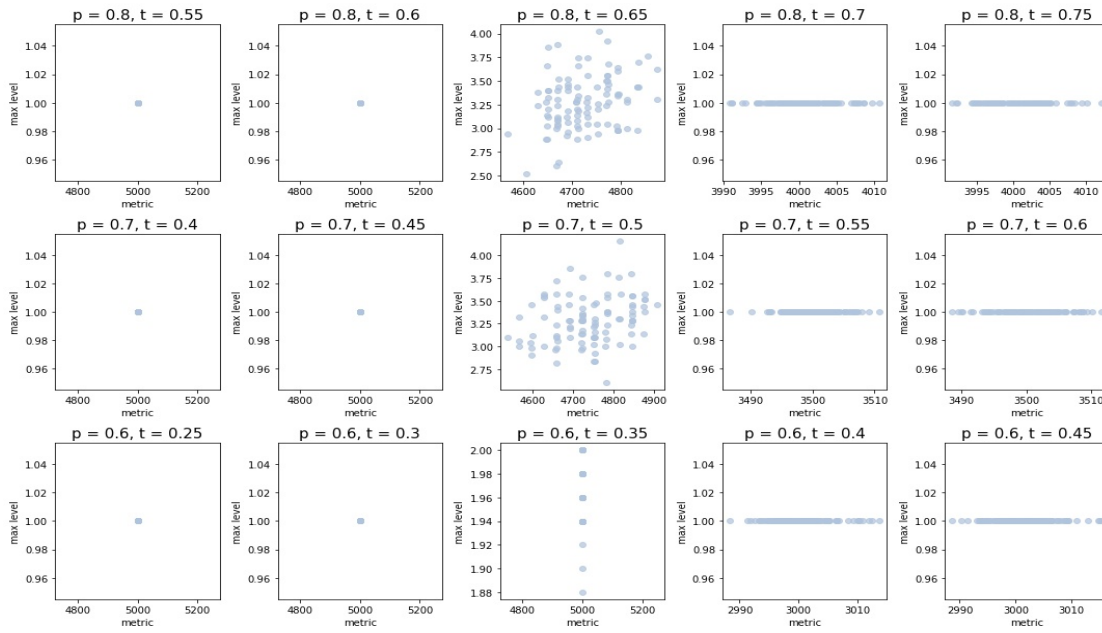 p = 0.8, t = 0.55 p = 0.8, t = 0.6 p = 0.8, t = 0.65 p = 0.8, t = 0.7 p = 0.8, t = 0.75
1.04 1.04 4.00 1.04 1.04
3.75
1.02 1.02 3.50 1.02 1.02
max level max level max level max level max level
1.00 1.00 3.25 1.00 1.00
3.00
0.98 0.98 0.98 0.98
2.75
0.96 0.96 2.50 0.96 0.96
4800 5000 5200 4800 5000 5200 4600 4700 4800 3990 3995 4000 4005 4010 3995 4000 4005 4010
metric metric metric metric metric
p = 0.7, t = 0.4 p = 0.7, t = 0.45 p = 0.7, t = 0.5 p = 0.7, t = 0.55 p = 0.7, t = 0.6
1.04 1.04 4.00 1.04 1.04
1.02 1.02 3.75 1.02 1.02
3.50
max level max level max level max level max level
1.00 1.00 3.25 1.00 1.00
0.98 0.98 3.00 0.98 0.98
0.96 0.96 2.75 0.96 0.96
4800 5000 5200 4800 5000 5200 4600 4700 4800 4900 3490 3500 3510 3490 3500 3510
metric metric metric metric metric
p = 0.6, t = 0.25 p = 0.6, t = 0.3 p = 0.6, t = 0.35 p = 0.6, t = 0.4 p = 0.6, t = 0.45
1.04 1.04 2.00 1.04 1.04
1.98
1.02 1.02 1.96 1.02 1.02
max level max level max level max level max level
1.00 1.00 1.94 1.00 1.00
1.92
0.98 0.98 1.90 0.98 0.98
0.96 0.96 1.88 0.96 0.96
4800 5000 5200 4800 5000 5200 4800 5000 5200 2990 3000 3010 2990 3000 3010
metric metric metric metric metric